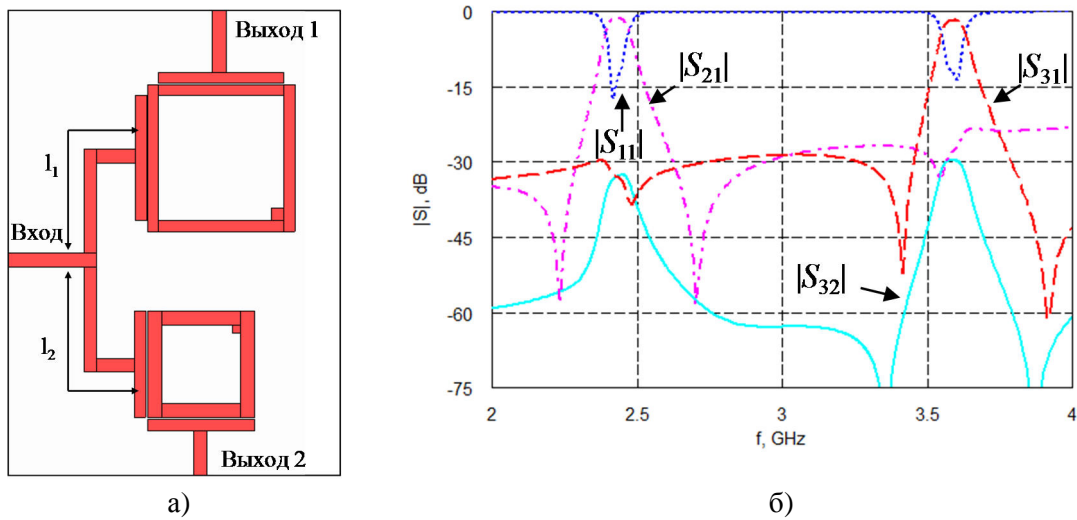 Выход 1
l1
Вход
l2
Выход 2
а)
0
-15
-30
-45
-60
-75
|S|, dB
|S21|
|S11|
|S31|
|S32|
2
2.5
3
3.5
4
f, GHz
б)